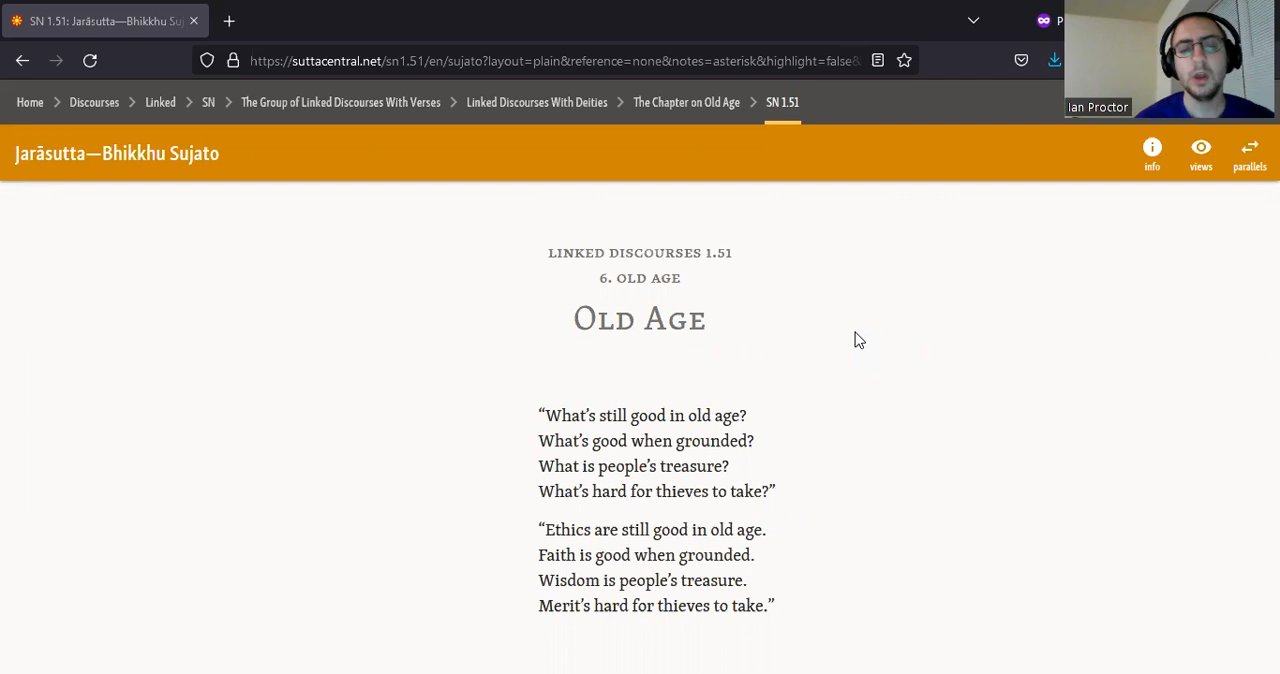 SN 1.51: Jarāsutta—Bhikkhu Suj
P
https://suttacentral.net/sn1.51/en/sujato?layout=plain&reference=none&notes=asterisk&highlight=false&
Home > Discourses > Linked > SN > The Group of Linked Discourses With Verses > Linked Discourses With Deities > The Chapter on Old Age > SN 1.51
Ian Proctor
Jarāsutta—Bhikkhu Sujato
info views parallels
LINKED DISCOURSES 1.51
6. OLD AGE
OLD AGE
“What’s still good in old age?
What’s good when grounded?
What is people’s treasure?
What’s hard for thieves to take?”
“Ethics are still good in old age.
Faith is good when grounded.
Wisdom is people’s treasure.
Merit’s hard for thieves to take.”